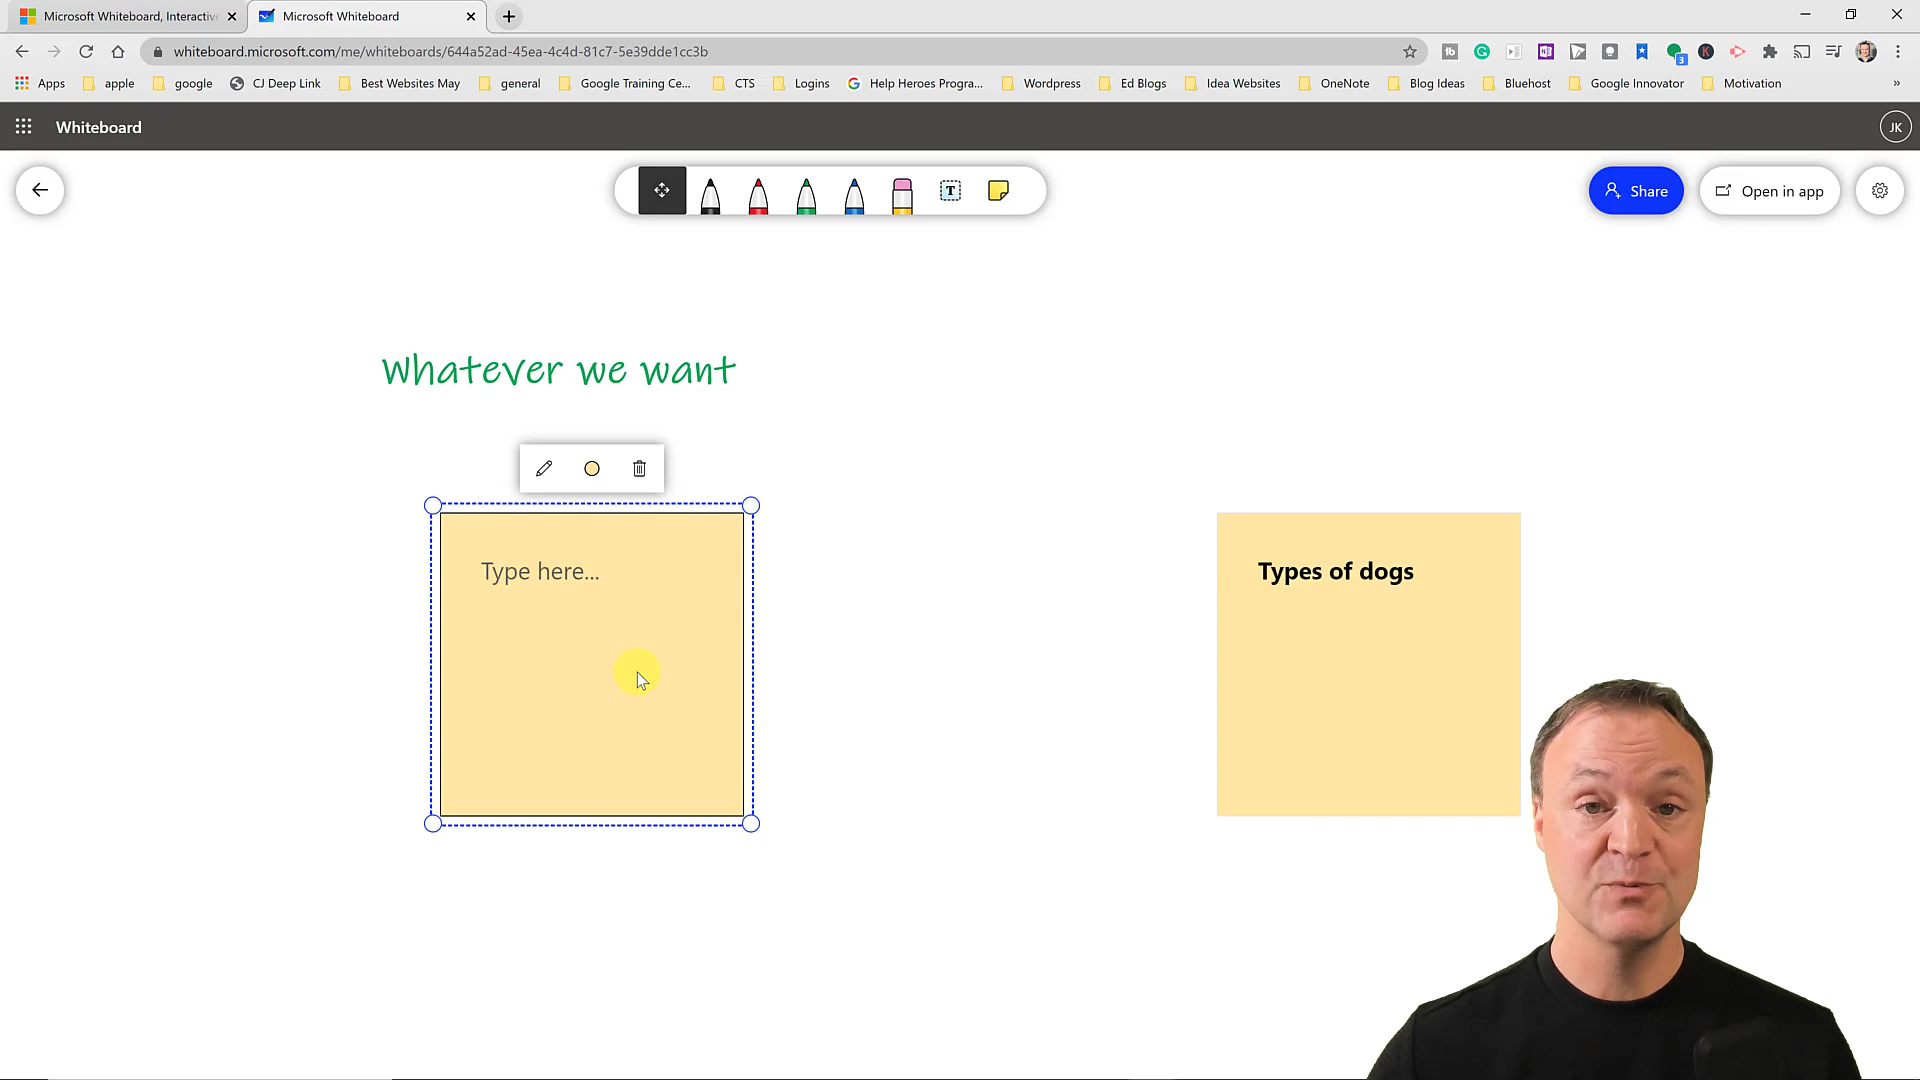 Microsoft Whiteboard, Interactiv
Microsoft Whiteboard
whiteboard.microsoft.com/me/whiteboards/644a52ad-45ea-4c4d-81c7-5e39dde1cc3b
3
Apps apple google CJ Deep Link Best Websites May general Google Training Ce... CTS Logins Help Heroes Progra... Wordpress Ed Blogs Idea Websites OneNote Blog Ideas Bluehost Google Innovator Motivation »
Whiteboard
JK
T
Share
Open in app
Whatever we want
Type here...
Types of dogs